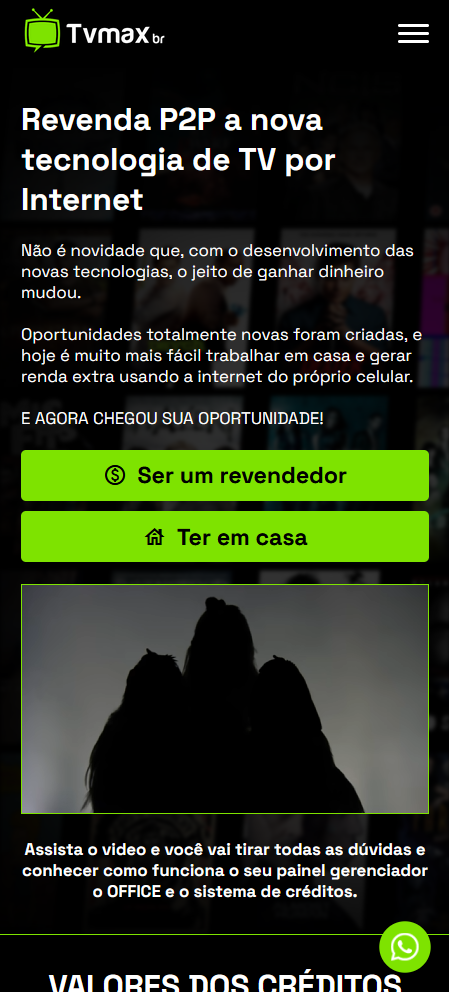 Tvmax br
Revenda P2P a nova
tecnologia de TV por
Internet
Não é novidade que, com o desenvolvimento das
novas tecnologias, o jeito de ganhar dinheiro
mudou.
Oportunidades totalmente novas foram criadas, e
hoje é muito mais fácil trabalhar em casa e gerar
renda extra usando a internet do próprio celular.
E AGORA CHEGOU SUA OPORTUNIDADE!
Ser um revendedor
Ter em casa
Assista o video e você vai tirar todas as dúvidas e
conhecer como funciona o seu painel gerenciador
o OFFICE e o sistema de créditos.
VALORES DOS CRÉDITOS